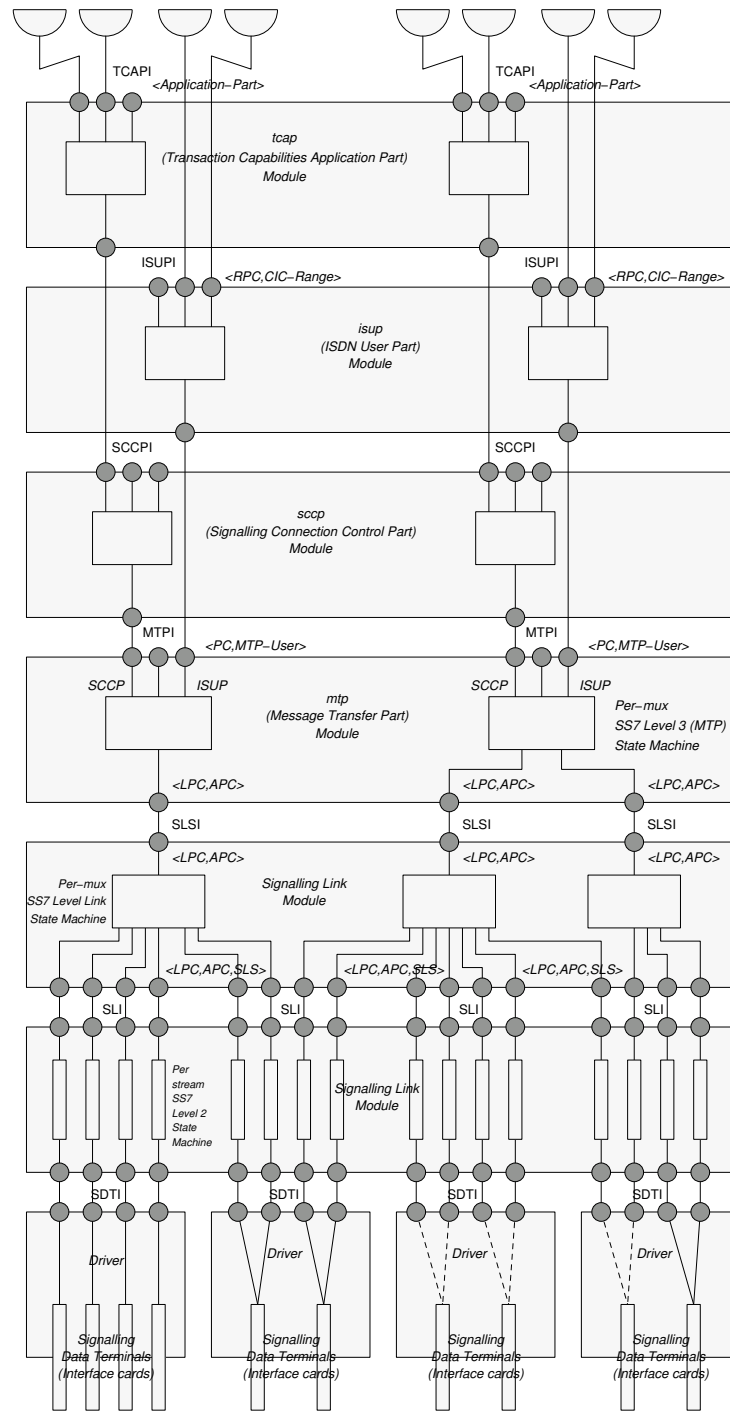 TCAPI
TCAPI
<Application−Part>
<Application−Part>
tcap
(Transaction Capabilities Application Part)
Module
ISUPI
<RPC,CIC−Range>
ISUPI
<RPC,CIC−Range>
isup
(ISDN User Part)
Module
SCCPI
SCCPI
sccp
(Signalling Connection Control Part)
Module
MTPI
<PC,MTP−User>
MTPI
<PC,MTP−User>
SCCP
ISUP
SCCP
ISUP
mtp
(Message Transfer Part)
Module
Per−mux
SS7 Level 3 (MTP)
State Machine
<LPC,APC>
<LPC,APC>
<LPC,APC>
SLSI
SLSI
SLSI
<LPC,APC>
<LPC,APC>
<LPC,APC>
Per−mux
SS7 Level Link
State Machine
Signalling Link
Module
<LPC,APC,SLS>
<LPC,APC,SLS>
<LPC,APC,SLS>
SLI
SLI
SLI
SLI
Per
stream
SS7
Level 2
State
Machine
Signalling Link
Module
SDTI
SDTI
SDTI
SDTI
Driver
Driver
Driver
Driver
Signalling
Data Terminals
(Interface cards)
Signalling
Data Terminals
(Interface cards)
Signalling
Data Terminals
(Interface cards)
Signalling
Data Terminals
(Interface cards)